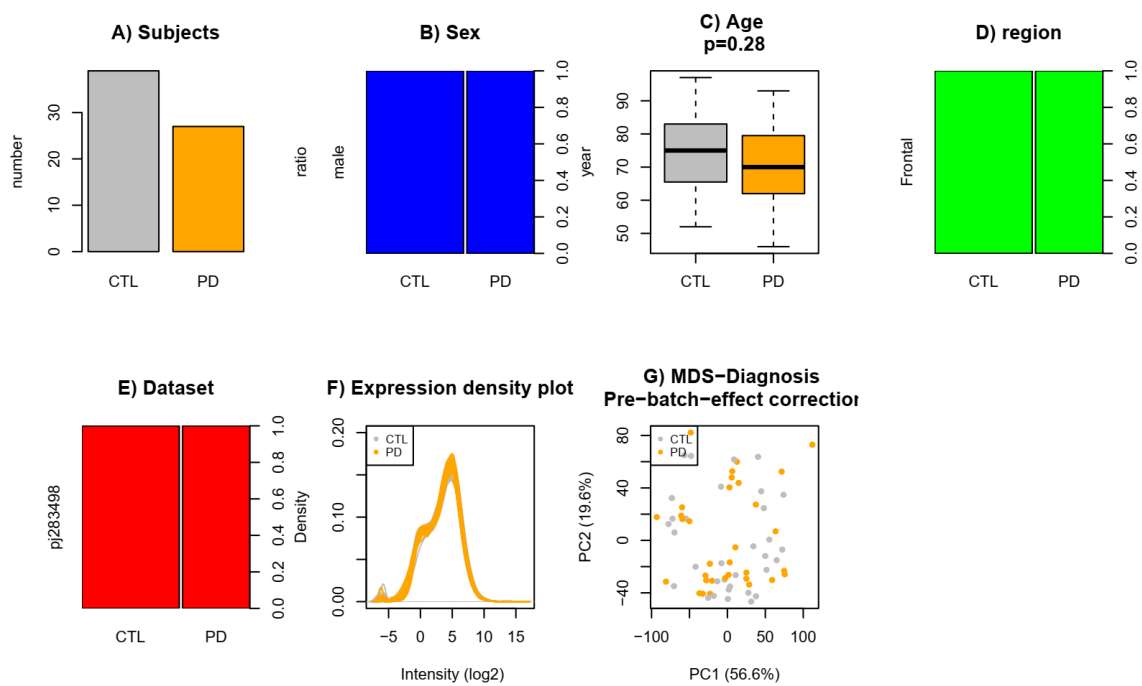 A) Subjects
number
0
10
20
30
CTL
PD
B) Sex
ratio
male
0.0
0.2
0.4
0.6
0.8
1.0
CTL
PD
C) Age
p=0.28
year
50
60
70
80
90
CTL
PD
D) region
Frontal
0.0
0.2
0.4
0.6
0.8
1.0
CTL
PD
E) Dataset
pj283498
0.0
0.2
0.4
0.6
0.8
1.0
CTL
PD
F) Expression density plot
Density
0.00
0.10
0.20
CTL
PD
−5
0
5
10
15
Intensity (log2)
G) MDS−Diagnosis
Pre−batch−effect correction
PC2 (19.6%)
−40
0
40
80
CTL
PD
−100
0
50
100
PC1 (56.6%)